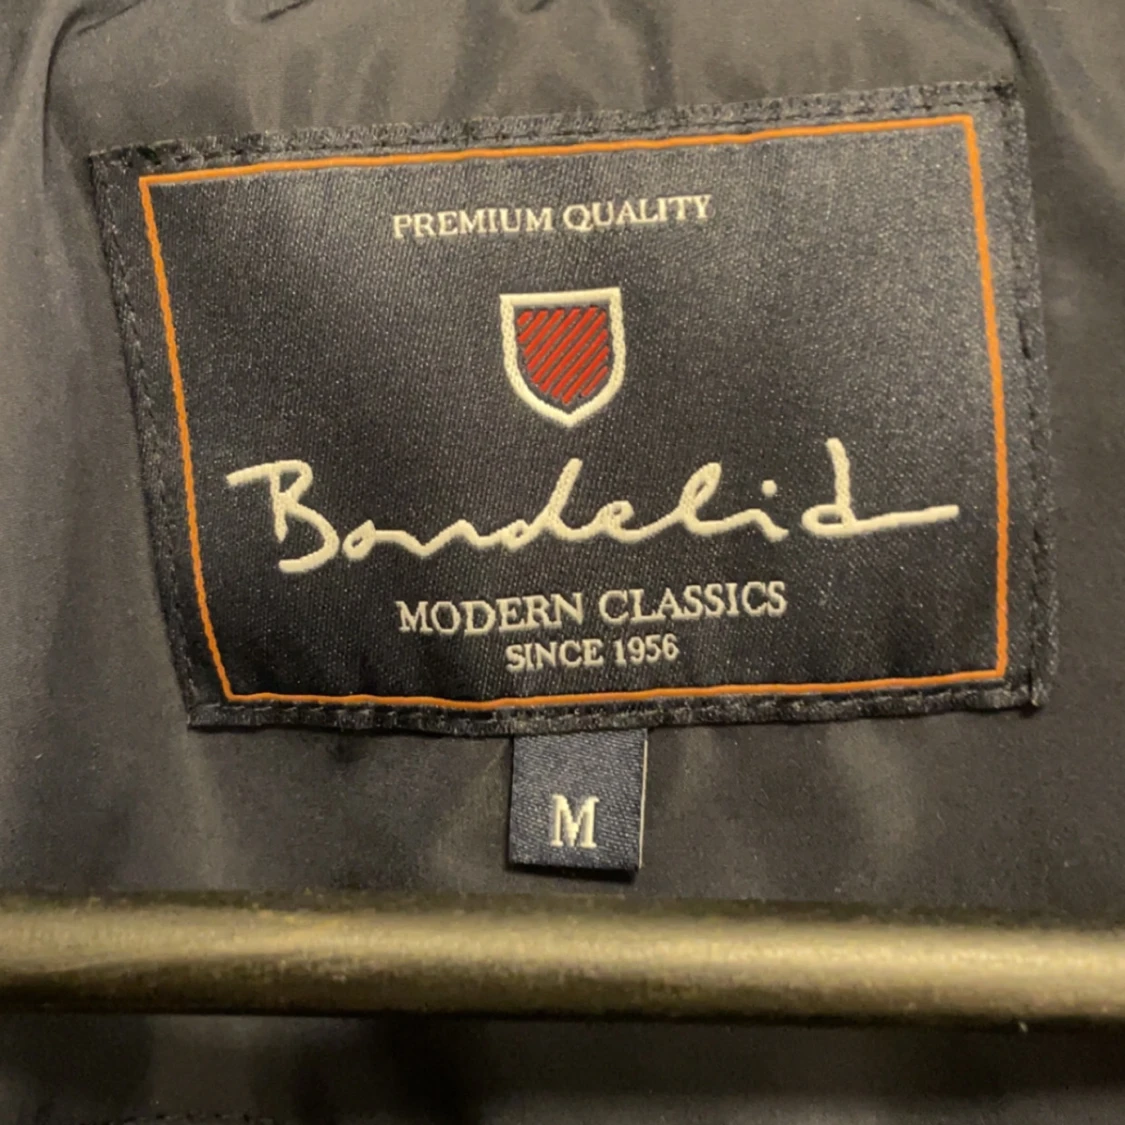 PREMIUM QUALITY
Bondelid
MODERN CLASSICS
SINCE 1956
M